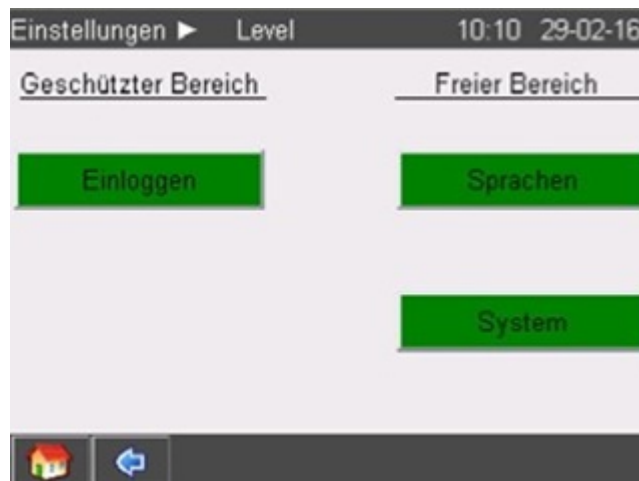 Einstellungen ► Level 10:10 29-02-16
Geschützter Bereich Freier Bereich
Einloggen Sprachen
System